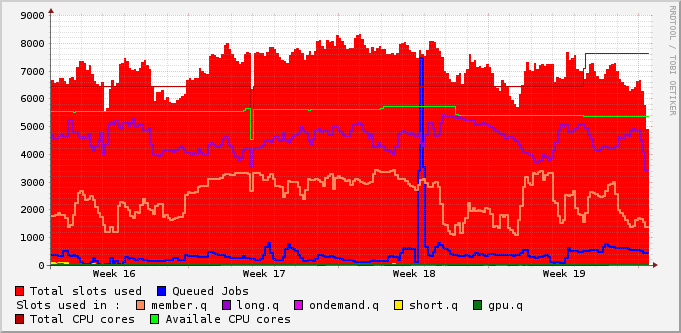 RRDTOOL / TOBI OETIKER
9000
8000
7000
6000
5000
4000
3000
2000
1000
0
Week 16 Week 17 Week 18 Week 19
Total slots used Queued Jobs
Slots used in : member.q long.q ondemand.q short.q gpu.q
Total CPU cores Availale CPU cores